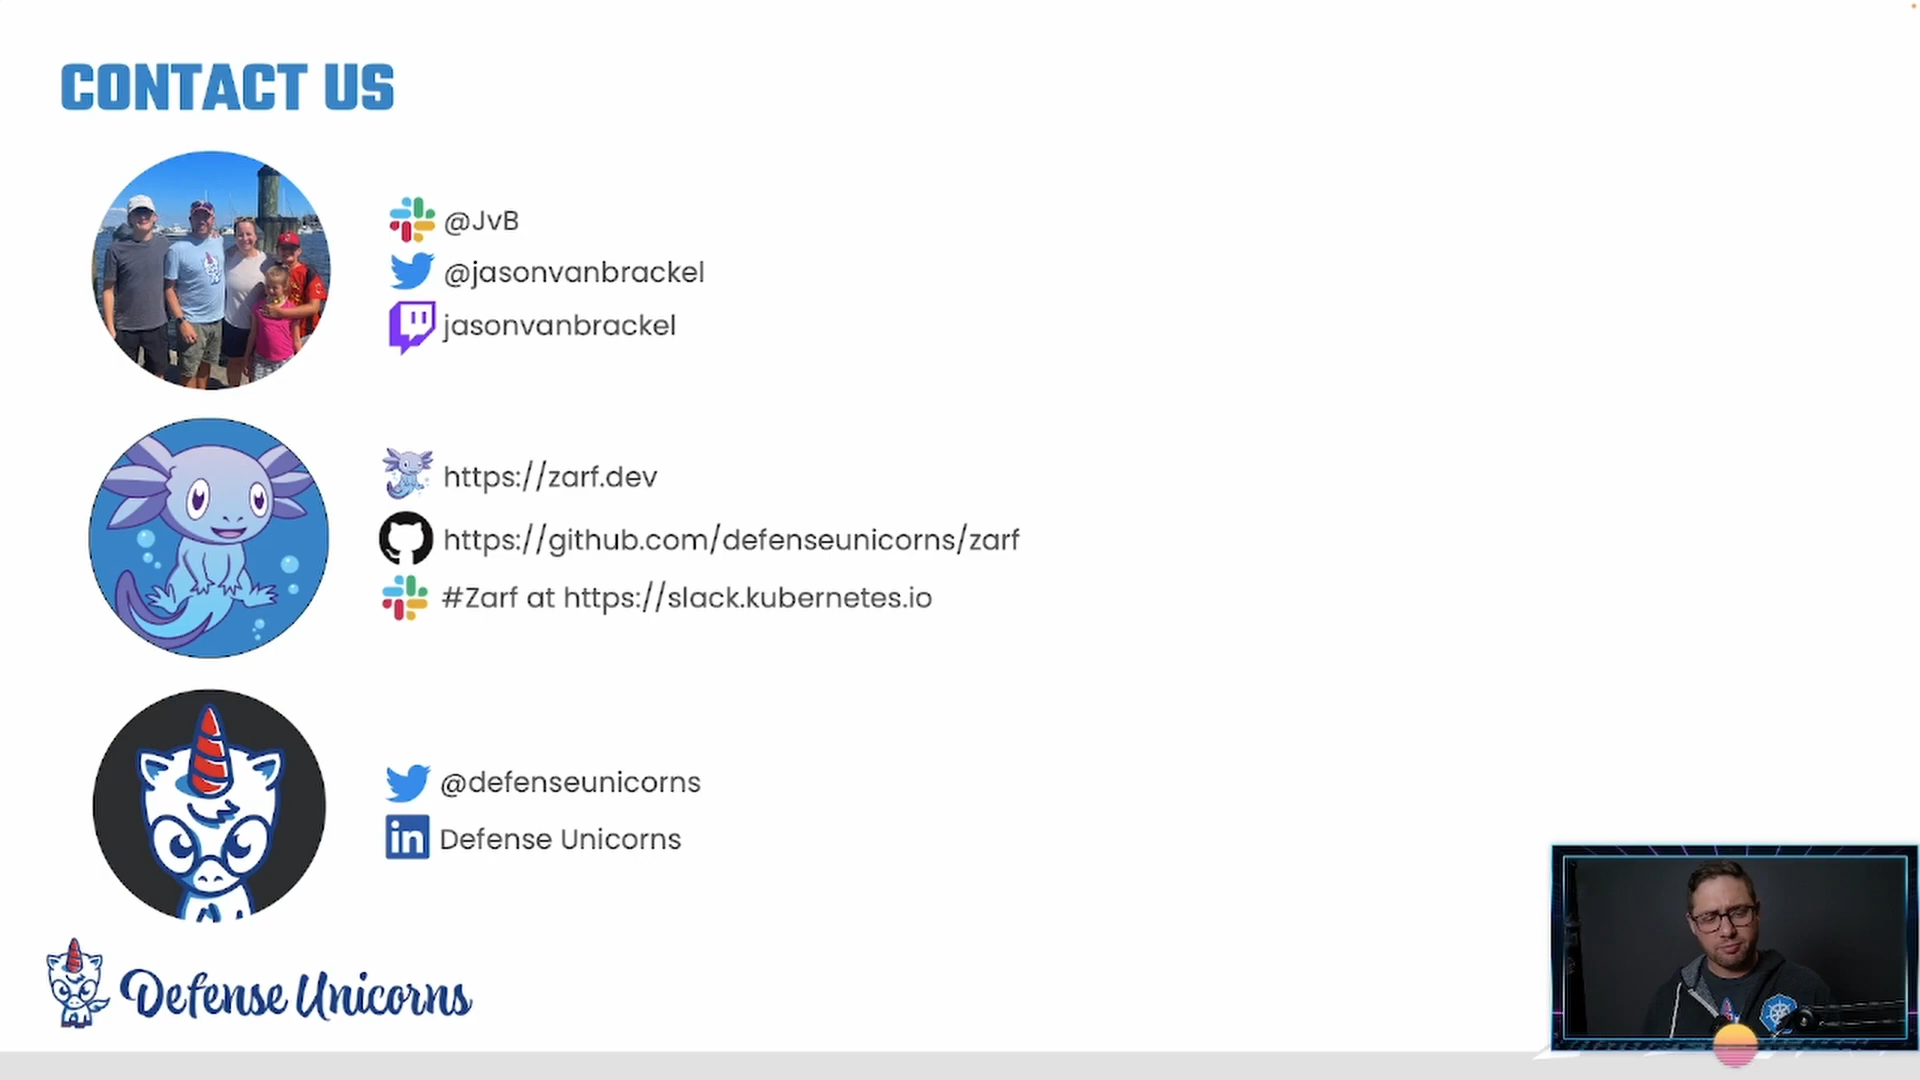 CONTACT US
@JvB
@jasonvanbrackel
jasonvanbrackel
https://zarf.dev
https://github.com/defenseunicorns/zarf
#Zarf at https://slack.kubernetes.io
@defenseunicorns
in Defense Unicorns
Defense Unicorns